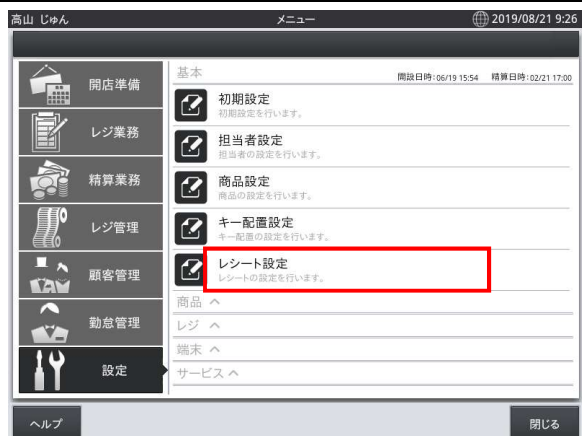 高山 じゅん
メニュー
2019/08/21 9:26
開店準備
レジ業務
精算業務
レジ管理
顧客管理
勤怠管理
設定
基本
開設日時:06/19 15:54 精算日時:02/21 17:00
初期設定
初期設定を行います。
担当者設定
担当者の設定を行います。
商品設定
商品の設定を行います。
キー配置設定
キー配置の設定を行います。
レシート設定
レシートの設定を行います。
商品 へ
レジ へ
端末 へ
サービス へ
ヘルプ
閉じる